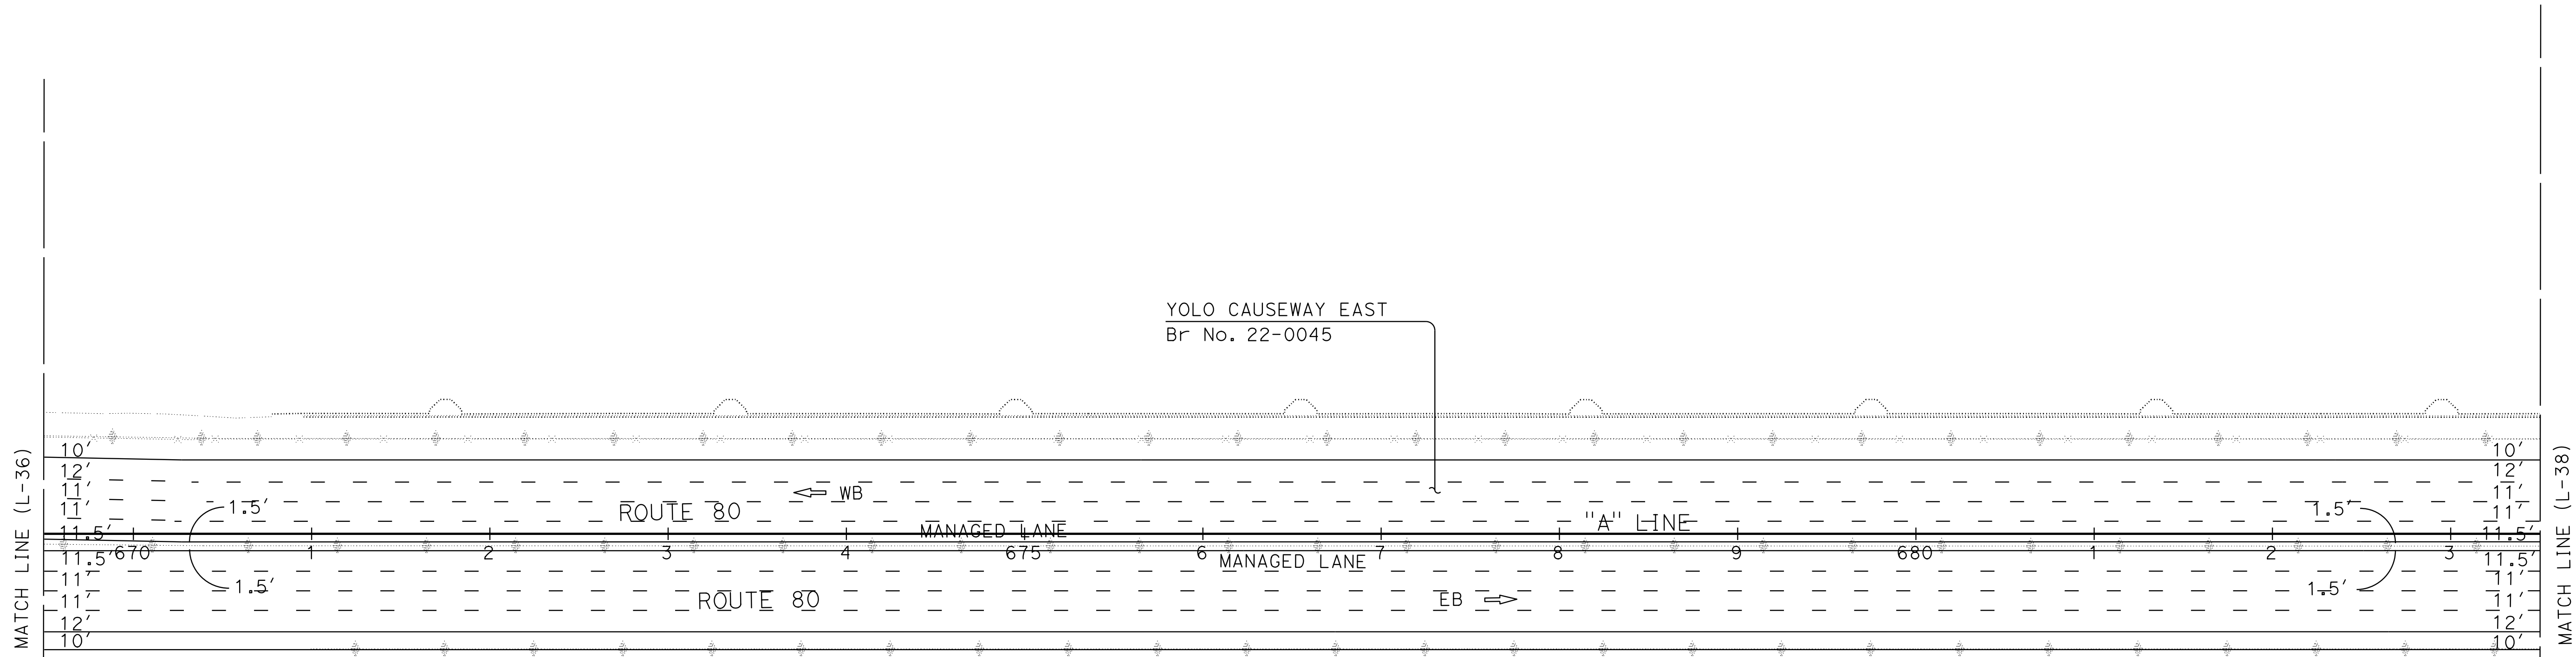 YOLO CAUSEWAY EAST
Br No. 22-0045
MATCH LINE (L-36)
10'
12'
11'
11'
11.5'
11.5'
11'
11'
12'
10'
1.5'
1.5'
WB
ROUTE 80
MANAGED LANE
"A" LINE
670 1 2 3 4 675 6 7 8 9 680 1 2 3
MANAGED LANE
ROUTE 80
EB
1.5'
1.5'
10'
12'
11'
11'
11.5'
11.5'
11'
11'
12'
10'
MATCH LINE (L-38)